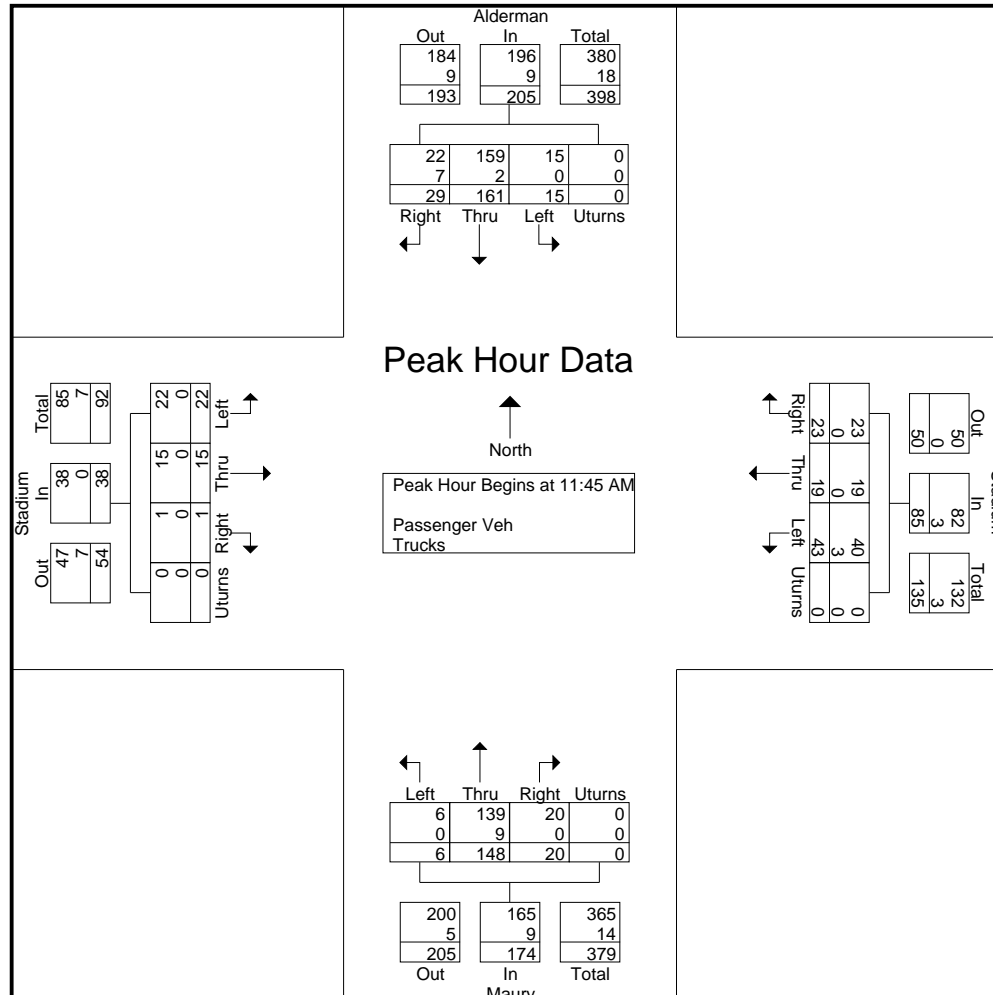 Alderman
Out In Total
184 196 380
9 9 18
193 205 398
22 159 15 0
7 2 0 0
29 161 15 0
Right Thru Left Uturns
Peak Hour Data
North
Peak Hour Begins at 11:45 AM
Passenger Veh
Trucks
Stadium
Out In Total
47 38 85
7 0 7
54 38 92
Uturns Right Thru Left
0 1 15 22
0 0 0 0
0 1 15 22
Out In Total
50 82 132
0 3 3
50 85 135
Right Thru Left Uturns
23 19 40 0
0 0 3 0
23 19 43 0
Left Thru Right Uturns
6 139 20 0
0 9 0 0
6 148 20 0
200 165 365
5 9 14
205 174 379
Out In Total
Maury